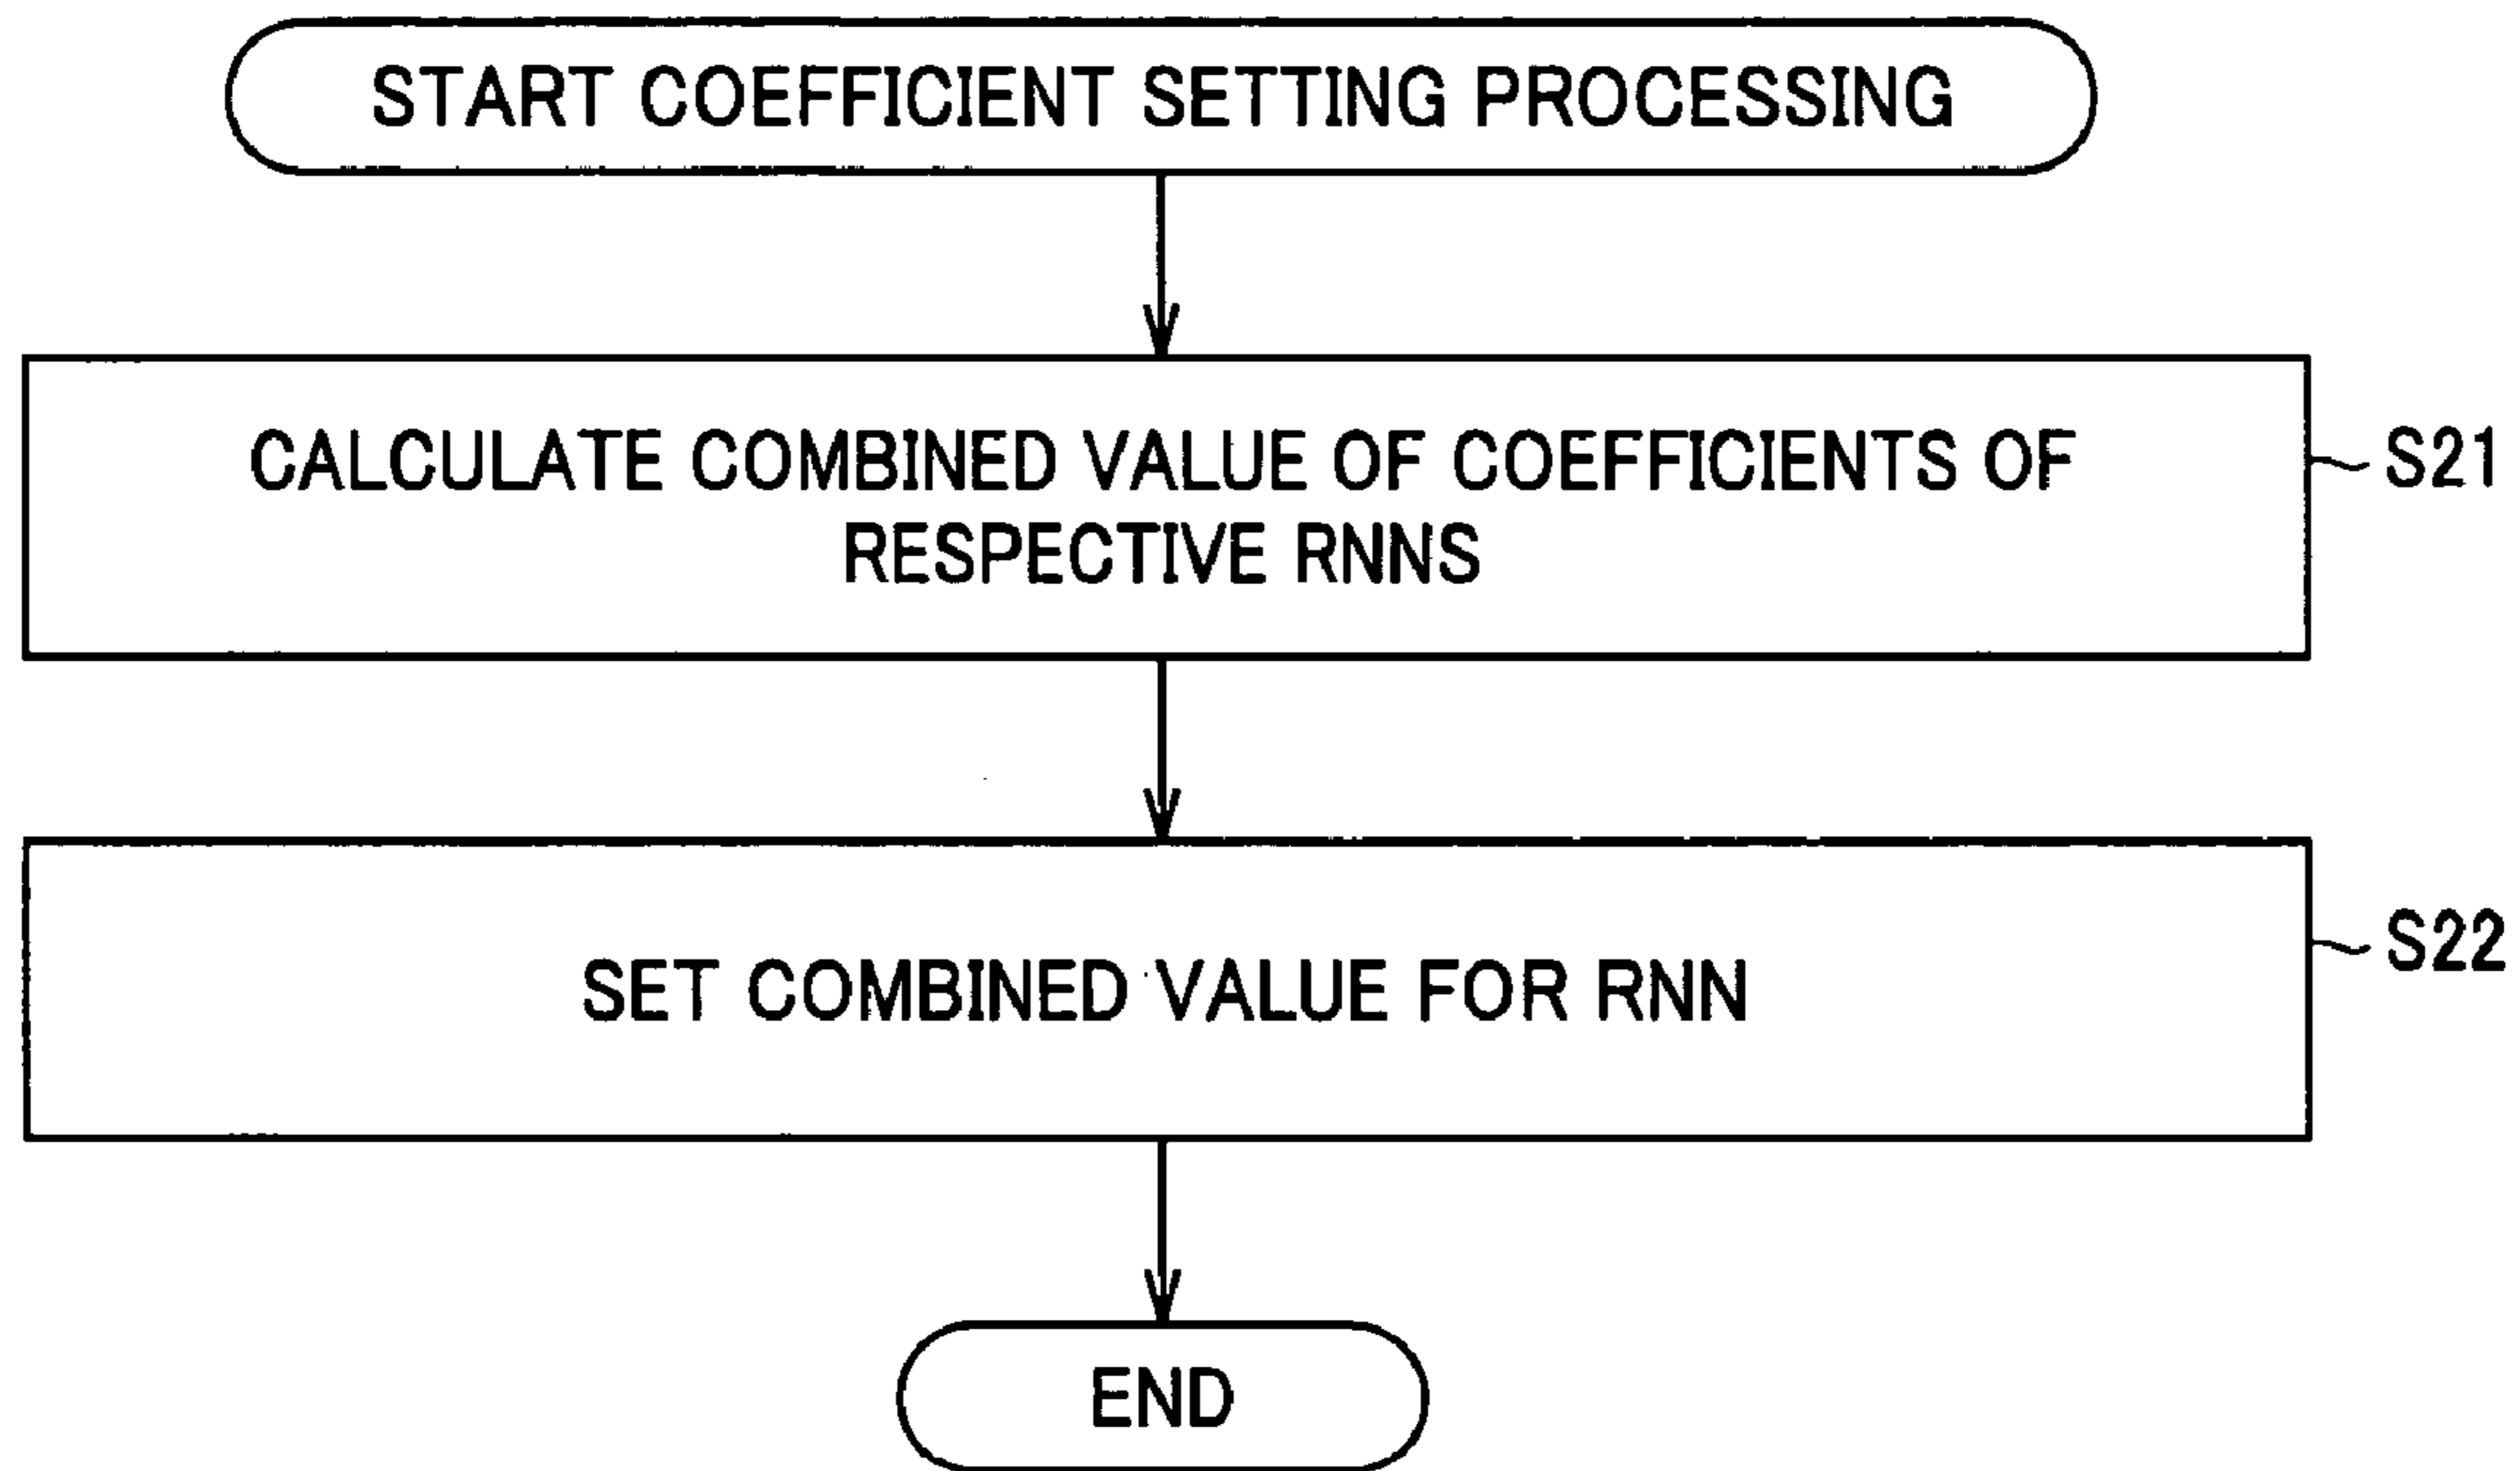 START COEFFICIENT SETTING PROCESSING
CALCULATE COMBINED VALUE OF COEFFICIENTS OF
RESPECTIVE RNNS
S21
SET COMBINED VALUE FOR RNN
S22
END